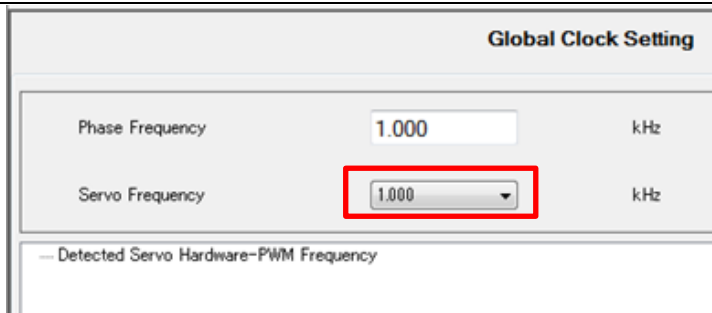 Global Clock Setting
Phase Frequency 1.000 kHz
Servo Frequency 1.000 kHz
Detected Servo Hardware-PWM Frequency